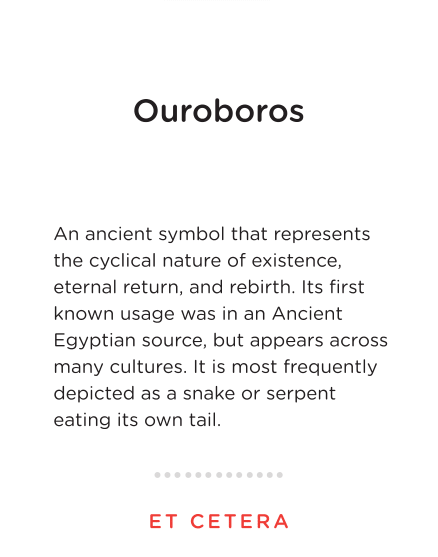 Ouroboros
An ancient symbol that represents
the cyclical nature of existence,
eternal return, and rebirth. Its first
known usage was in an Ancient
Egyptian source, but appears across
many cultures. It is most frequently
depicted as a snake or serpent
eating its own tail.
ET CETERA